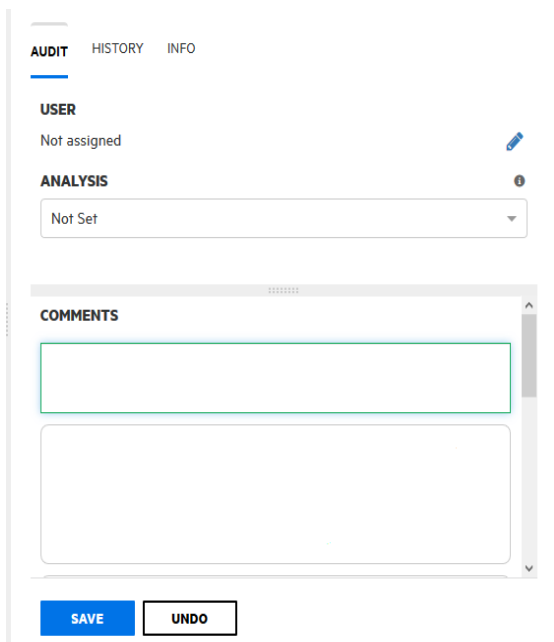 AUDIT HISTORY INFO
USER
Not assigned
ANALYSIS
Not Set
COMMENTS
SAVE UNDO